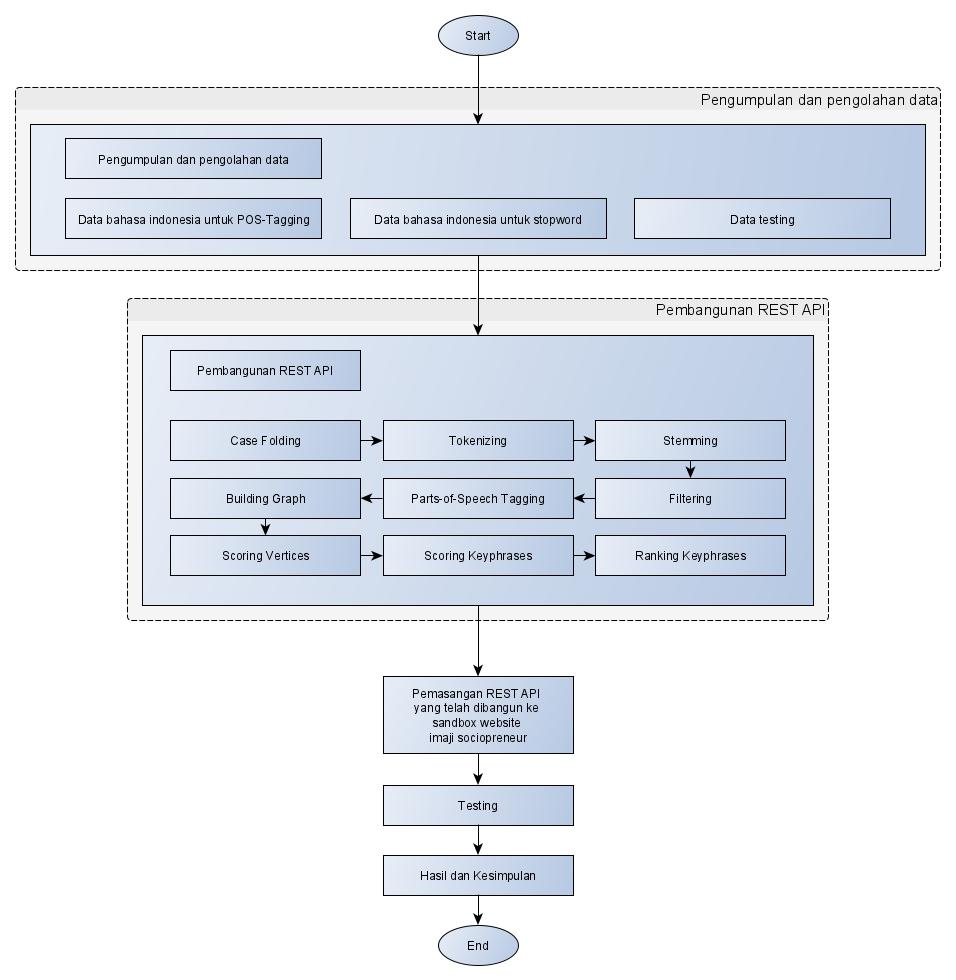 Start
Pengumpulan dan pengolahan data
Pengumpulan dan pengolahan data
Data bahasa indonesia untuk POS-Tagging
Data bahasa indonesia untuk stopword
Data testing
Pembangunan REST API
Pembangunan REST API
Case Folding
Tokenizing
Stemming
Building Graph
Parts-of-Speech Tagging
Filtering
Scoring Vertices
Scoring Keyphrases
Ranking Keyphrases
Pemasangan REST API
yang telah dibangun ke
sandbox website
imaji sociopreneur
Testing
Hasil dan Kesimpulan
End